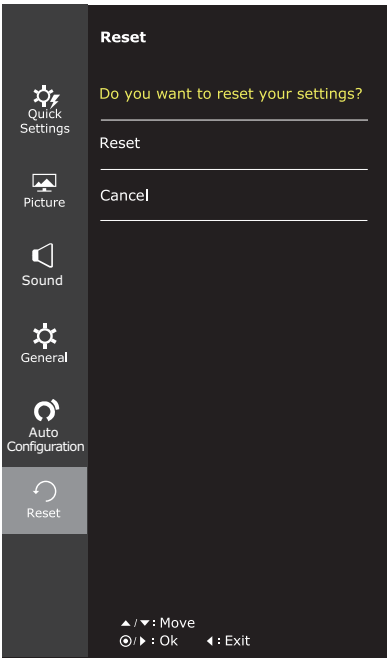 Reset
Do you want to reset your settings?
Reset
Cancel
Quick
Settings
Picture
Sound
General
Auto
Configuration
Reset
▲/▼: Move
◉/▶: Ok ◀: Exit